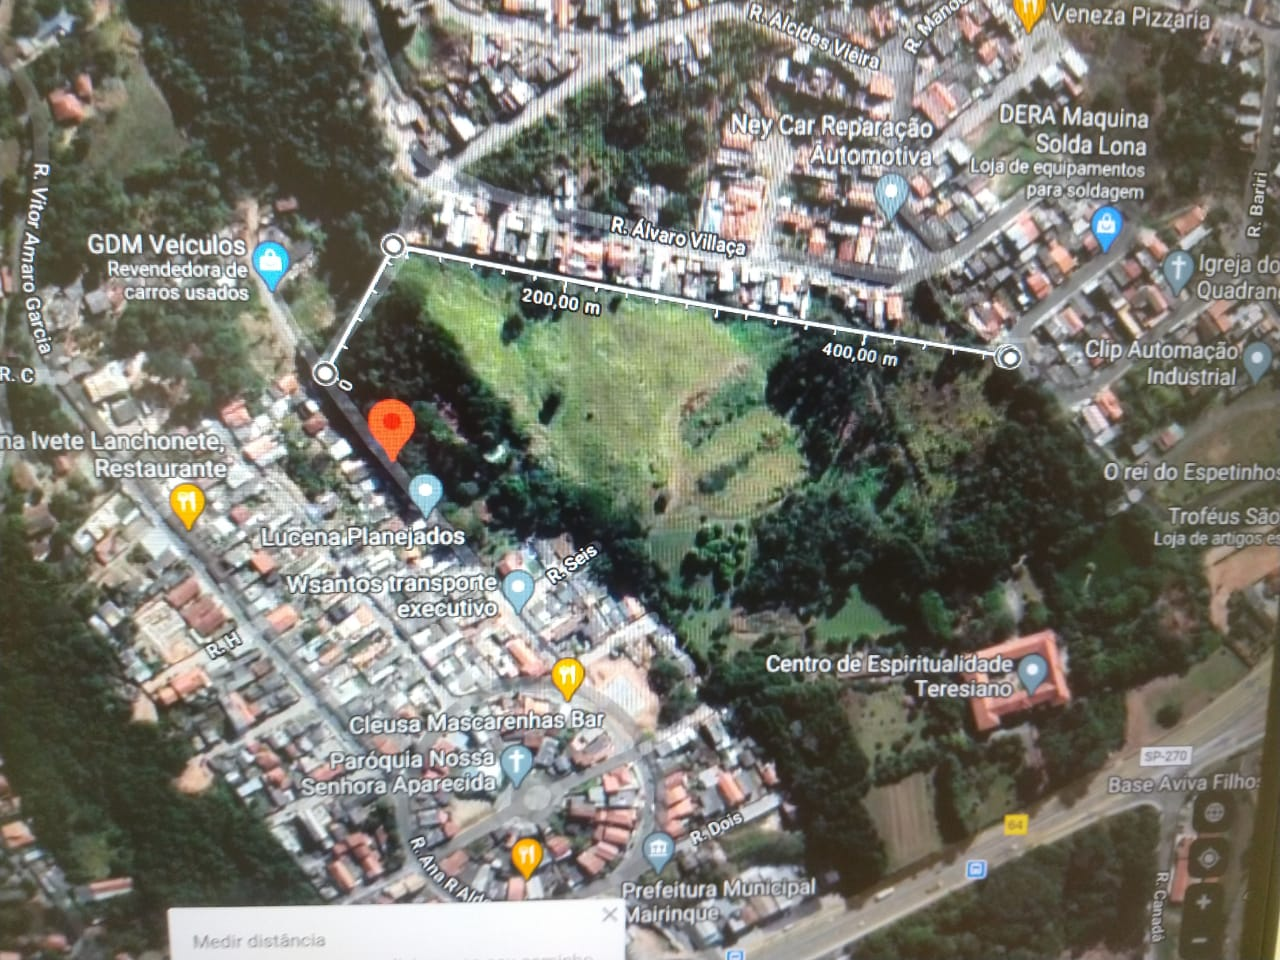 R. Alcides Vieira
Veneza Pizzaria
DERA Maquina
Solda Lona
Loja de equipamentos
para soldagem
Ney Car Reparação
Automotiva
R. Vitor Amaro Garcia
R. Bariri
R. Álvaro Villaça
GDM Veículos
Revendedora de
carros usados
Igreja do
200,00 m
400,00 m
Clip Automação
Industrial
R. C
0
na Ivete Lanchonete,
Restaurante
O rei do Espetinhos
Troféus São
Loja de artigos es
Lucena Planejados
R. Seis
Wsantos transporte
executivo
R. H
Centro de Espiritualidade
Teresiano
Cleusa Mascarenhas Bar
Paróquia Nossa
Senhora Aparecida
SP-270
Base Aviva Filho
64
R. Dois
R. Ana R Ald
Prefeitura Municipal
Mairinque
R. Canadá
Medir distância